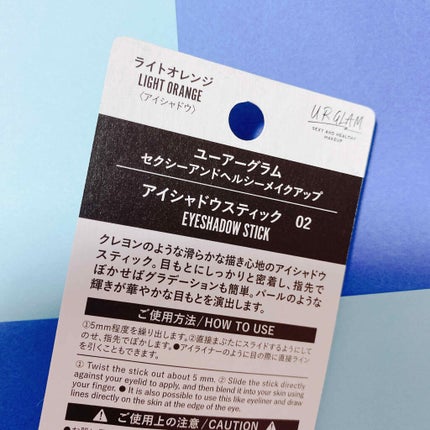 ライトオレンジ
LIGHT ORANGE
〈アイシャドウ〉
UR GLAM
SEXY AND HEALTHY
MAKEUP
ユーアーグラム
セクシーアンドヘルシーメイクアップ
アイシャドウスティック 02
EYESHADOW STICK
クレヨンのような滑らかな描き心地のアイシャドウ
スティック。目もとにしっかりと密着し、指先で
ぼかせばグラデーションも簡単。パールのような
輝きが華やかな目もとを演出します。
ご使用方法/HOW TO USE
①5mm程度を繰り出します。②直接まぶたにスライドするようにして
のせ、指先でぼかします。●アイライナーのように目の際に直接ライン
を引くこともできます。
① Twist the stick out about 5 mm. ② Slide the stick directly
against your eyelid to apply, and then blend it into your skin using
your finger. ● It is also possible to use this like eyeliner and draw
lines directly on the skin at the edge of the eye.
ご使用上の注意/CAUTION